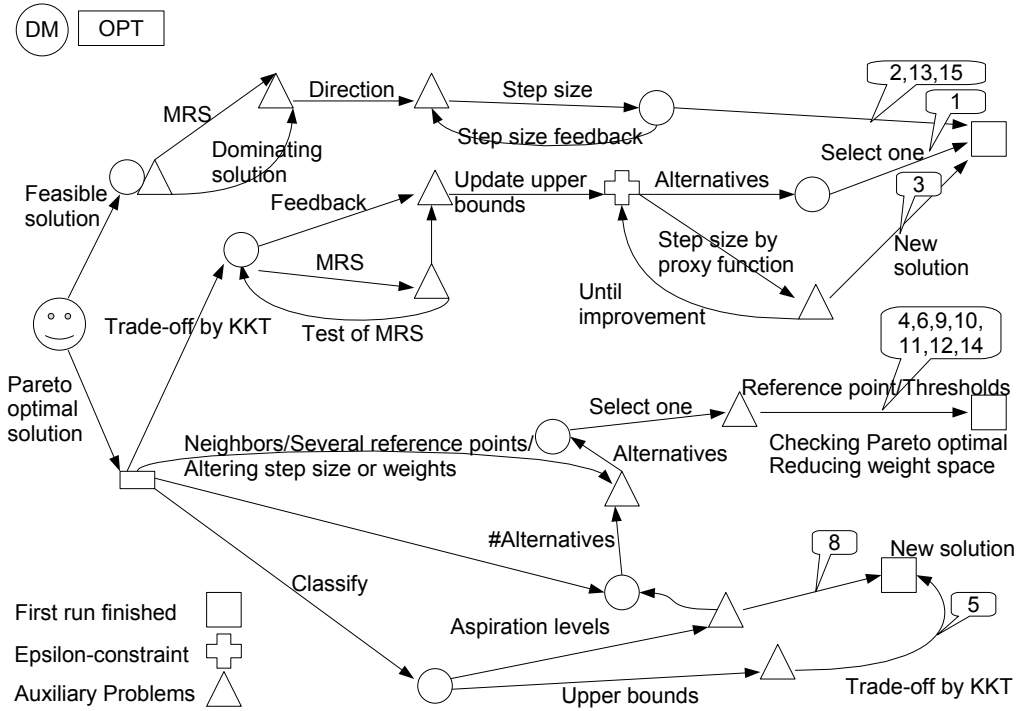 DM
OPT
2,13,15
Direction
Step size
1
MRS
Step size feedback
Dominating
solution
Select one
Feasible
solution
Update upper
bounds
Alternatives
3
Feedback
Step size by
proxy function
New
solution
MRS
Until
improvement
Trade-off by KKT
Test of MRS
4,6,9,10,
11,12,14
Pareto
optimal
solution
Reference point/Thresholds
Select one
Neighbors/Several reference points/
Altering step size or weights
Alternatives
Checking Pareto optimal
Reducing weight space
#Alternatives
8
New solution
Classify
5
First run finished
Aspiration levels
Epsilon-constraint
Auxiliary Problems
Upper bounds
Trade-off by KKT